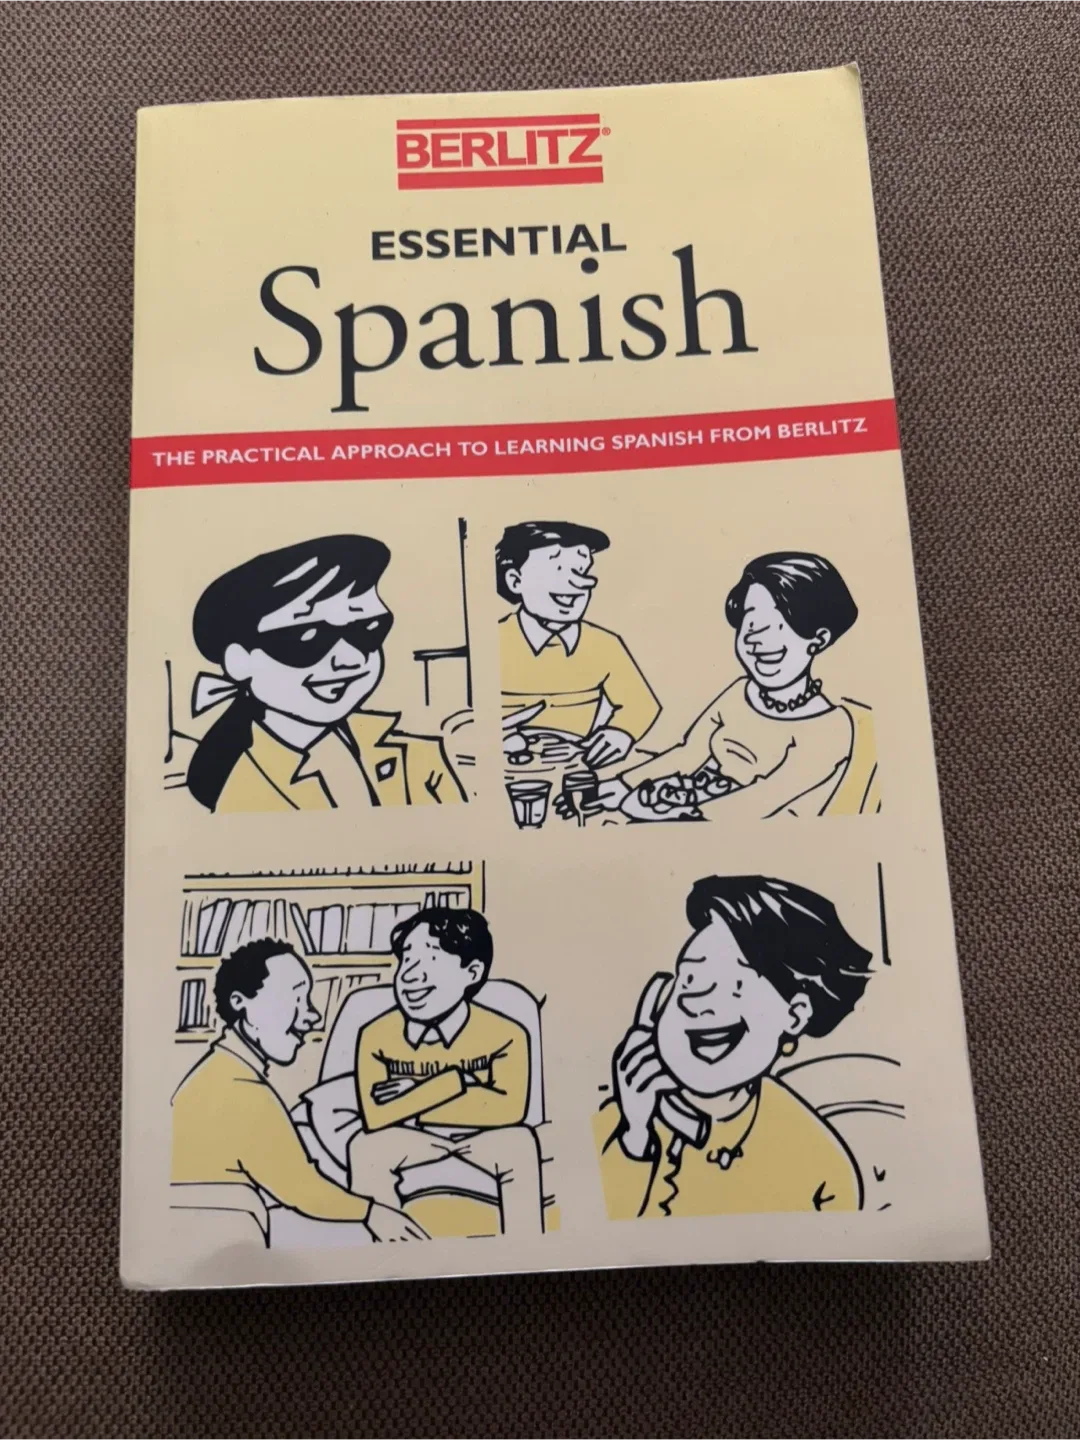 BERLITZ®
ESSENTIAL
Spanish
THE PRACTICAL APPROACH TO LEARNING SPANISH FROM BERLITZ